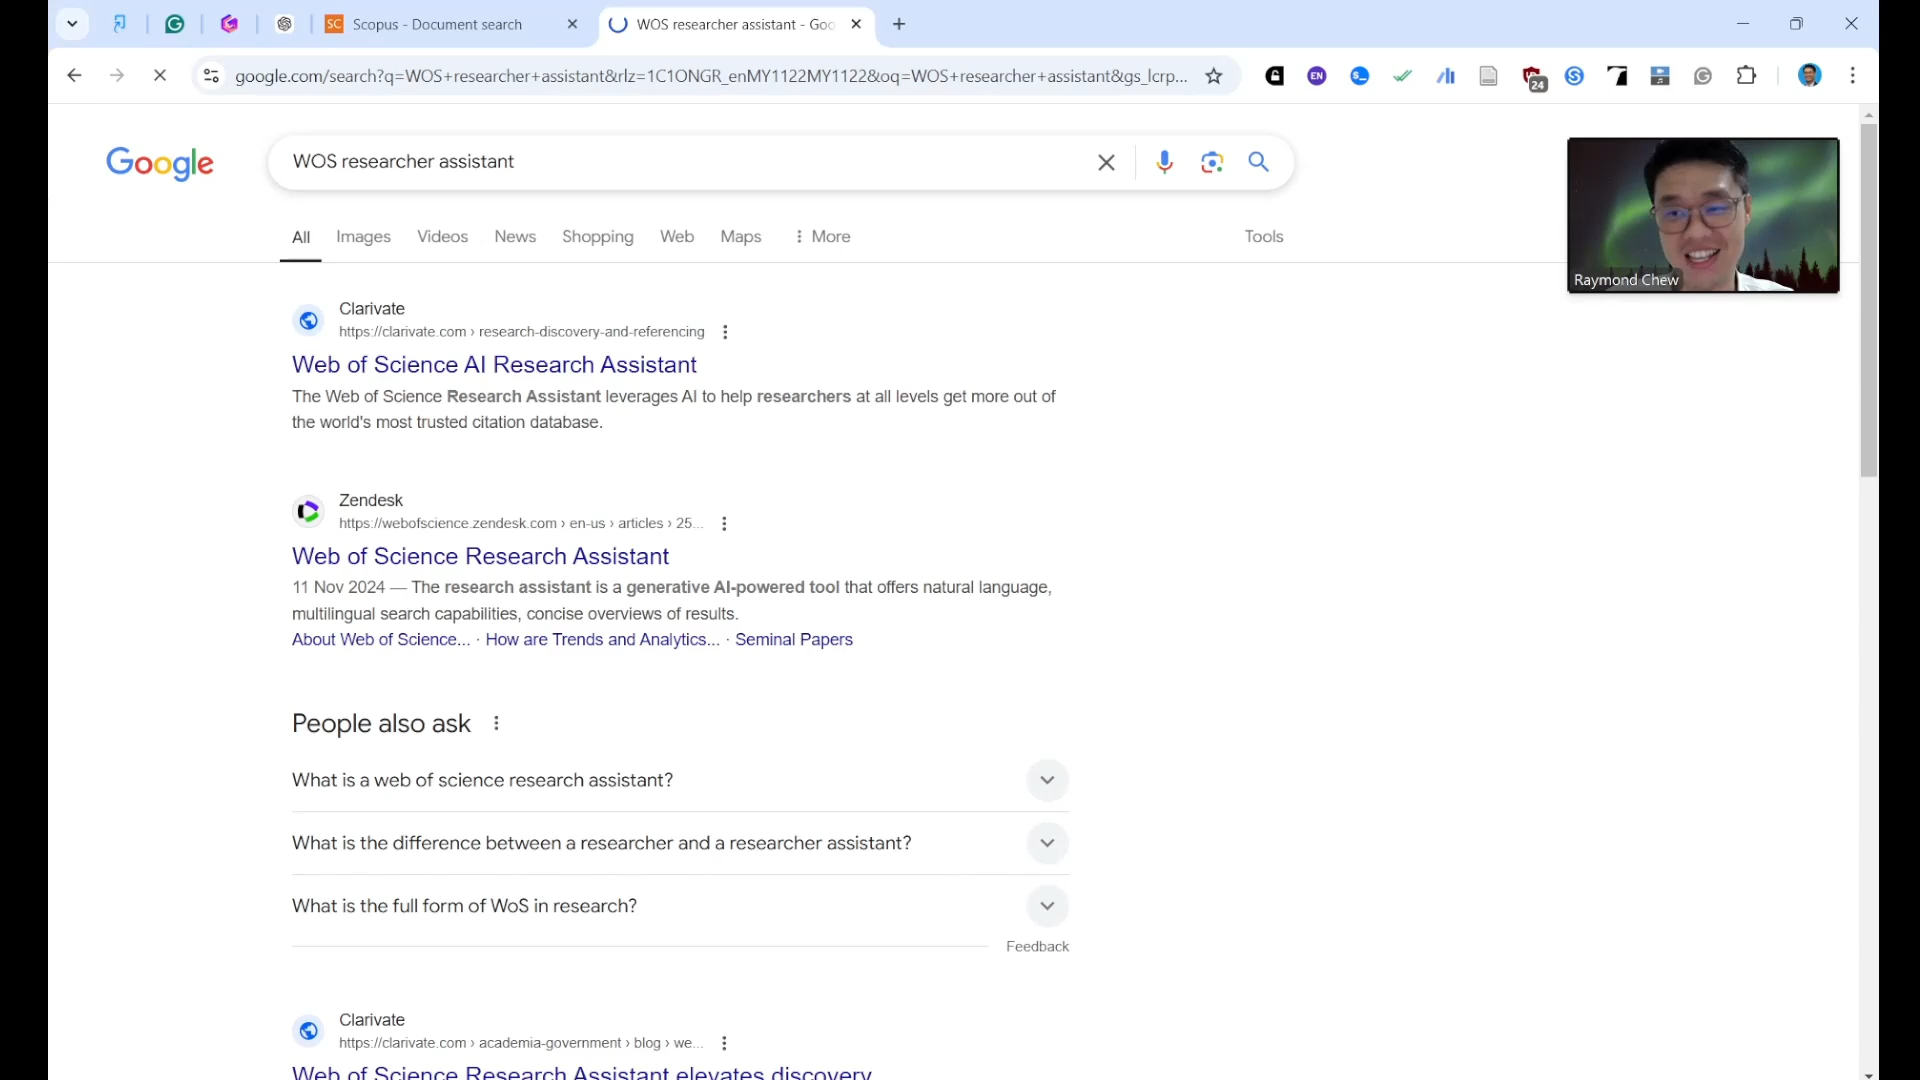 Scopus - Document search
WOS researcher assistant - Goo
google.com/search?q=WOS+researcher+assistant&rlz=1C1ONGR_enMY1122MY1122&oq=WOS+researcher+assistant&gs_lcrp...
EN
24
Google
WOS researcher assistant
All
Images
Videos
News
Shopping
Web
Maps
More
Tools
Raymond Chew
Clarivate
https://clarivate.com › research-discovery-and-referencing
Web of Science AI Research Assistant
The Web of Science Research Assistant leverages AI to help researchers at all levels get more out of
the world's most trusted citation database.
Zendesk
https://webofscience.zendesk.com › en-us › articles › 25...
Web of Science Research Assistant
11 Nov 2024 — The research assistant is a generative AI-powered tool that offers natural language,
multilingual search capabilities, concise overviews of results.
About Web of Science... · How are Trends and Analytics... · Seminal Papers
People also ask
What is a web of science research assistant?
What is the difference between a researcher and a researcher assistant?
What is the full form of WoS in research?
Feedback
Clarivate
https://clarivate.com › academia-government › blog › we...
Web of Science Research Assistant elevates discovery